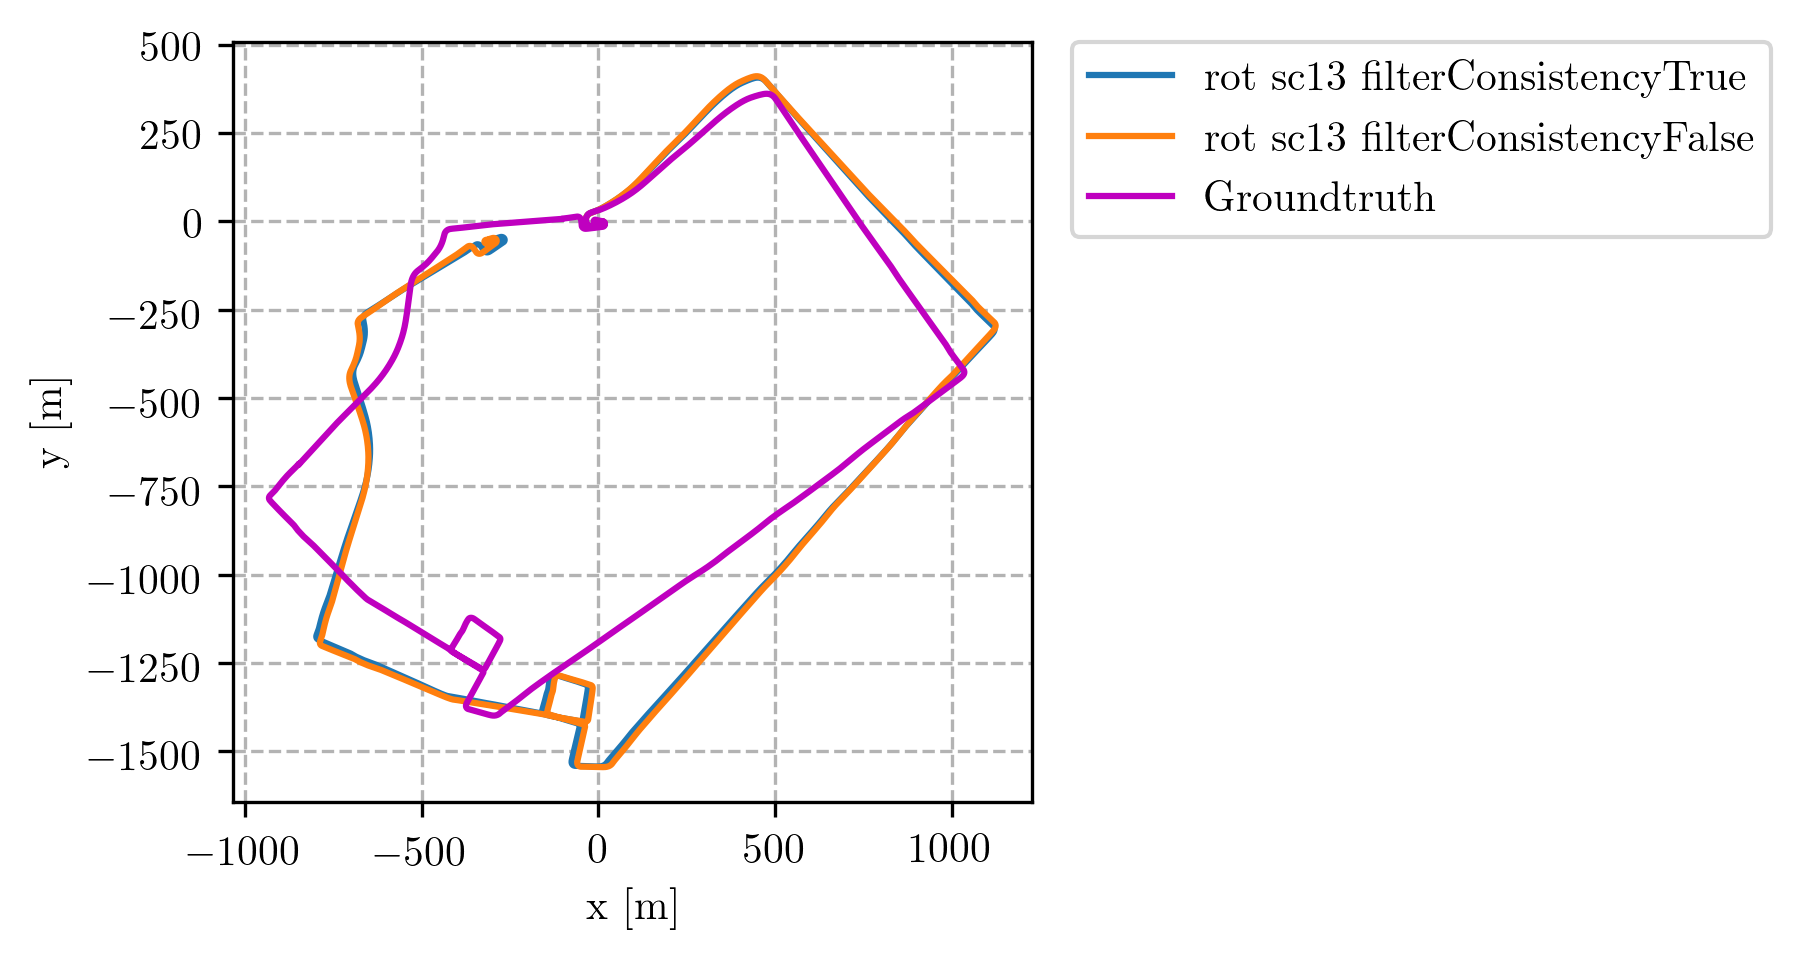 500
250
0
−250
−500
−750
−1000
−1250
−1500
y [m]
−1000 −500 0 500 1000
x [m]
rot sc13 filterConsistencyTrue
rot sc13 filterConsistencyFalse
Groundtruth